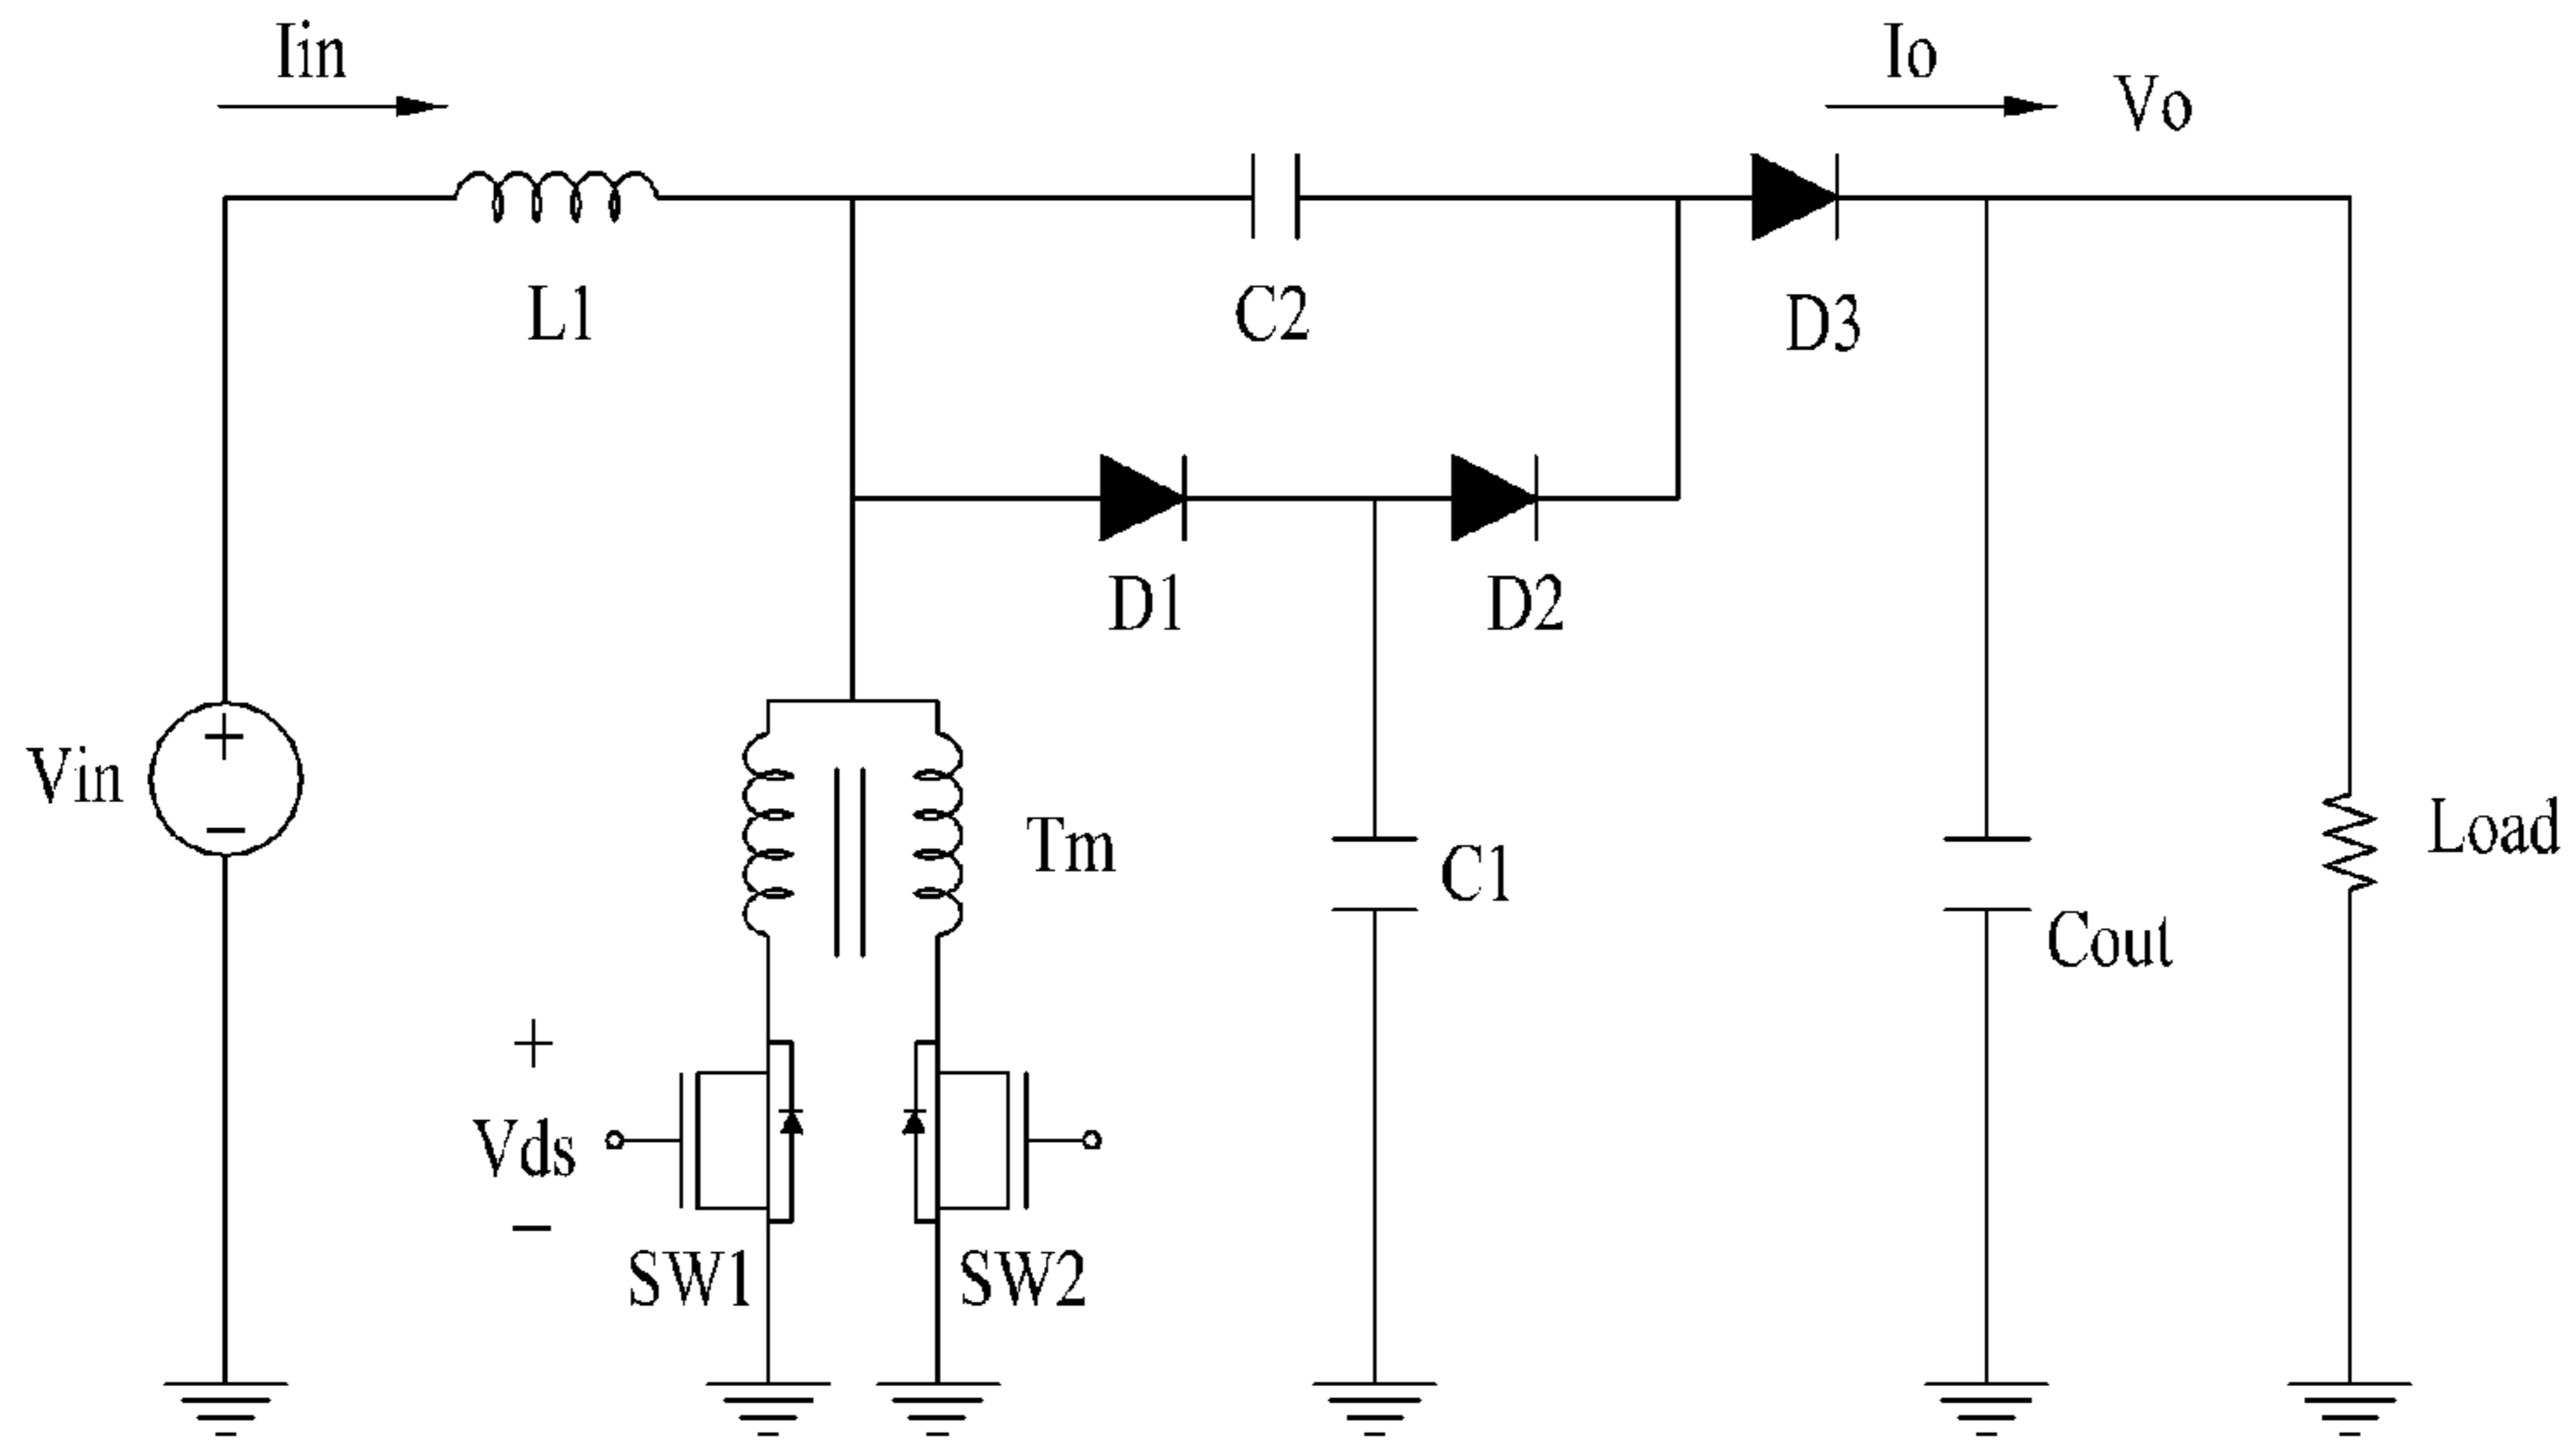 Iin
Io
Vo
L1
C2
D3
D1
D2
Vin
+
−
Tm
C1
Load
Cout
+
Vds
−
SW1
SW2